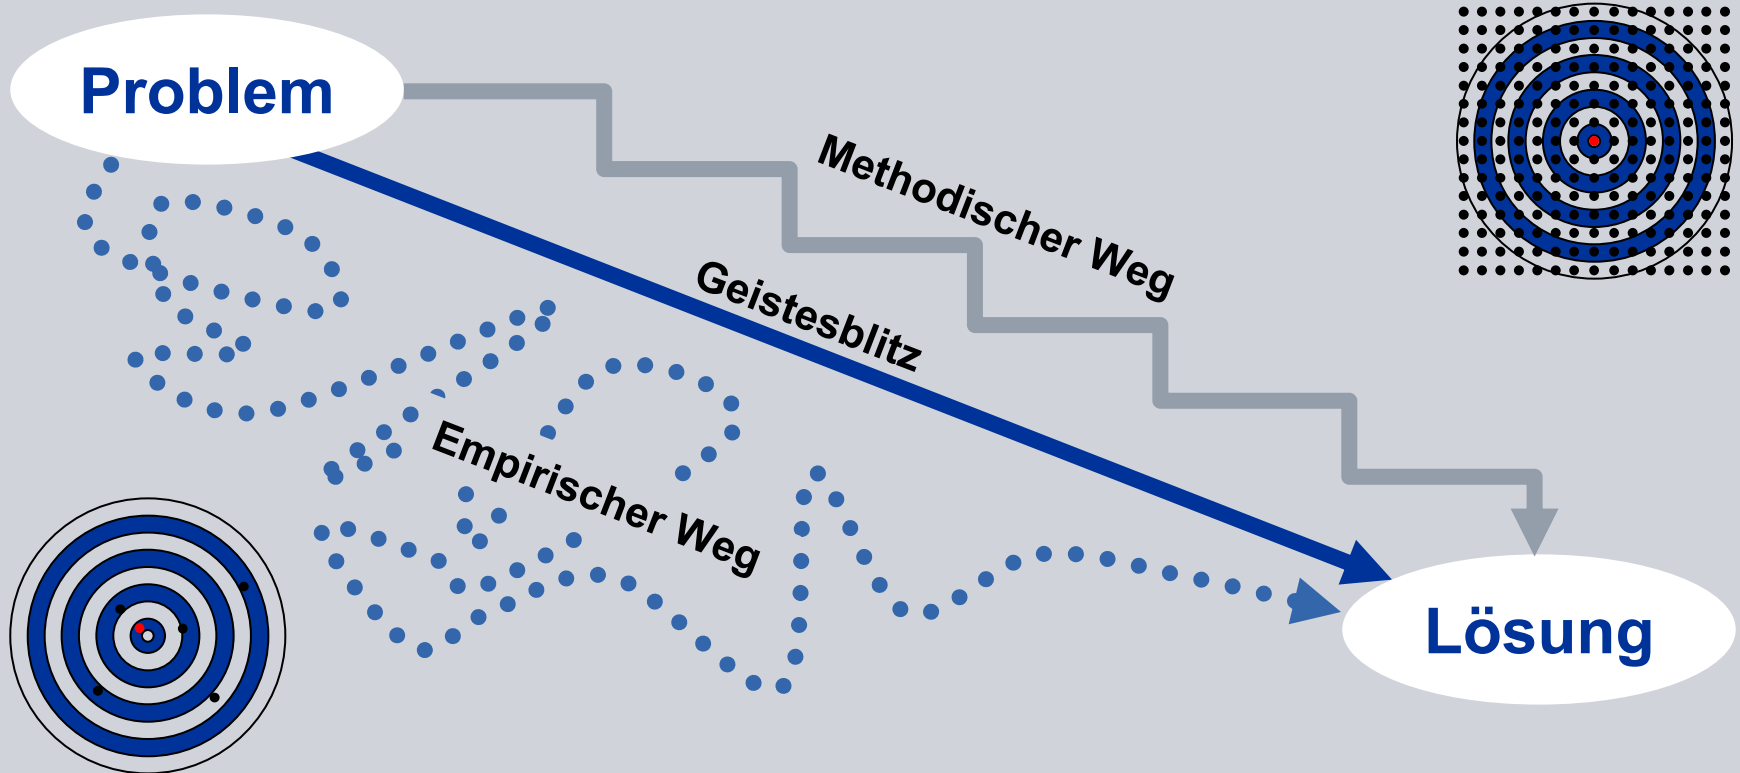 Problem
Methodischer Weg
Geistesblitz
Empirischer Weg
Lösung